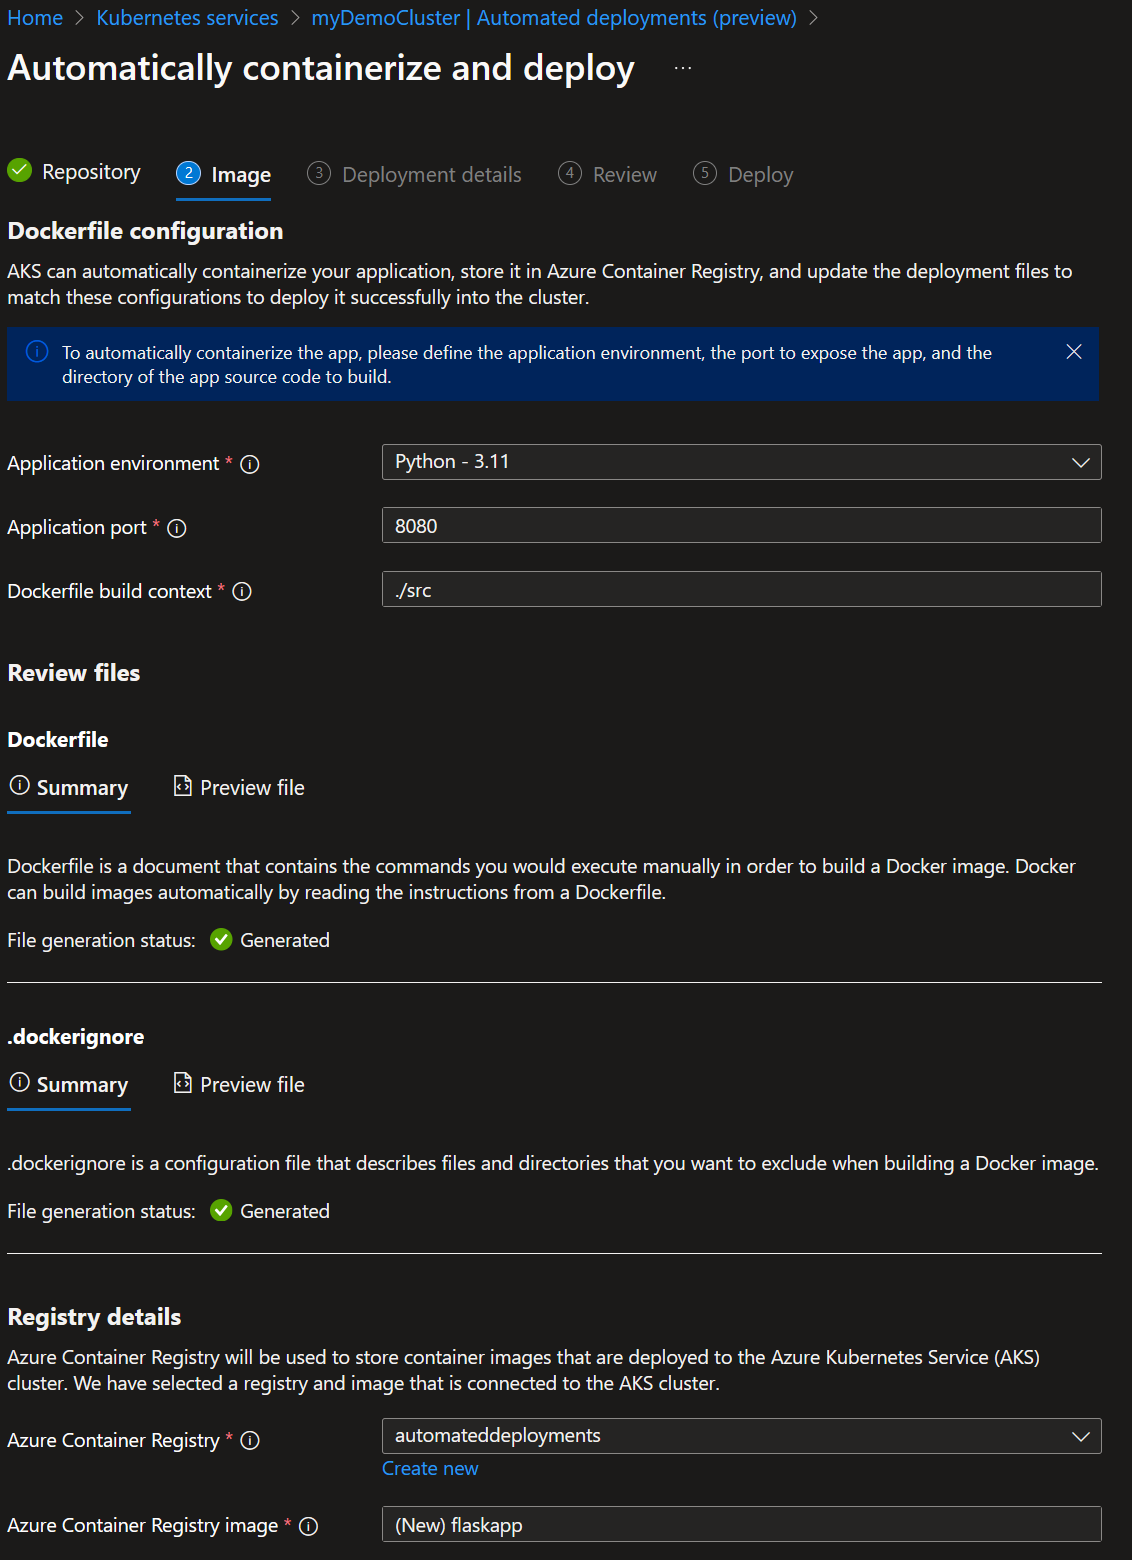 Home > Kubernetes services > myDemoCluster | Automated deployments (preview) >
Automatically containerize and deploy ...
Repository 2 Image 3 Deployment details 4 Review 5 Deploy
Dockerfile configuration
AKS can automatically containerize your application, store it in Azure Container Registry, and update the deployment files to
match these configurations to deploy it successfully into the cluster.
To automatically containerize the app, please define the application environment, the port to expose the app, and the
directory of the app source code to build.
Application environment * Python - 3.11
Application port * 8080
Dockerfile build context * ./src
Review files
Dockerfile
Summary Preview file
Dockerfile is a document that contains the commands you would execute manually in order to build a Docker image. Docker
can build images automatically by reading the instructions from a Dockerfile.
File generation status: Generated
.dockerignore
Summary Preview file
.dockerignore is a configuration file that describes files and directories that you want to exclude when building a Docker image.
File generation status: Generated
Registry details
Azure Container Registry will be used to store container images that are deployed to the Azure Kubernetes Service (AKS)
cluster. We have selected a registry and image that is connected to the AKS cluster.
Azure Container Registry * automateddeployments
Create new
Azure Container Registry image * (New) flaskapp